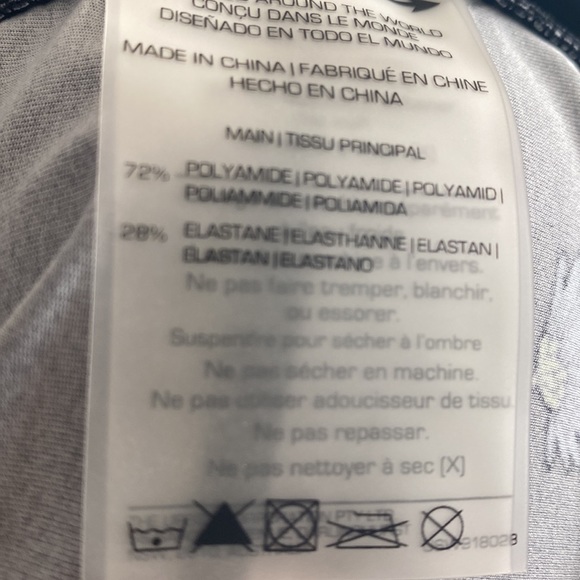 AROUND THE WORLD
CONÇU DANS LE MONDE
DISEÑADO EN TODO EL MUNDO
MADE IN CHINA | FABRIQUÉ EN CHINE
HECHO EN CHINA
MAIN | TISSU PRINCIPAL
72% POLYAMIDE | POLYAMIDE | POLYAMID |
POLIAMMIDE | POLIAMIDA
28% ELASTANE | ELASTHANNE | ELASTAN |
ELASTAN | ELASTANO
à l'envers.
Ne pas faire tremper, blanchir,
ou essorer.
Suspendre pour sécher à l'ombre
Ne pas sécher en machine.
Ne pas utiliser adoucisseur de tissu
Ne pas repasser.
Ne pas nettoyer à sec [X]